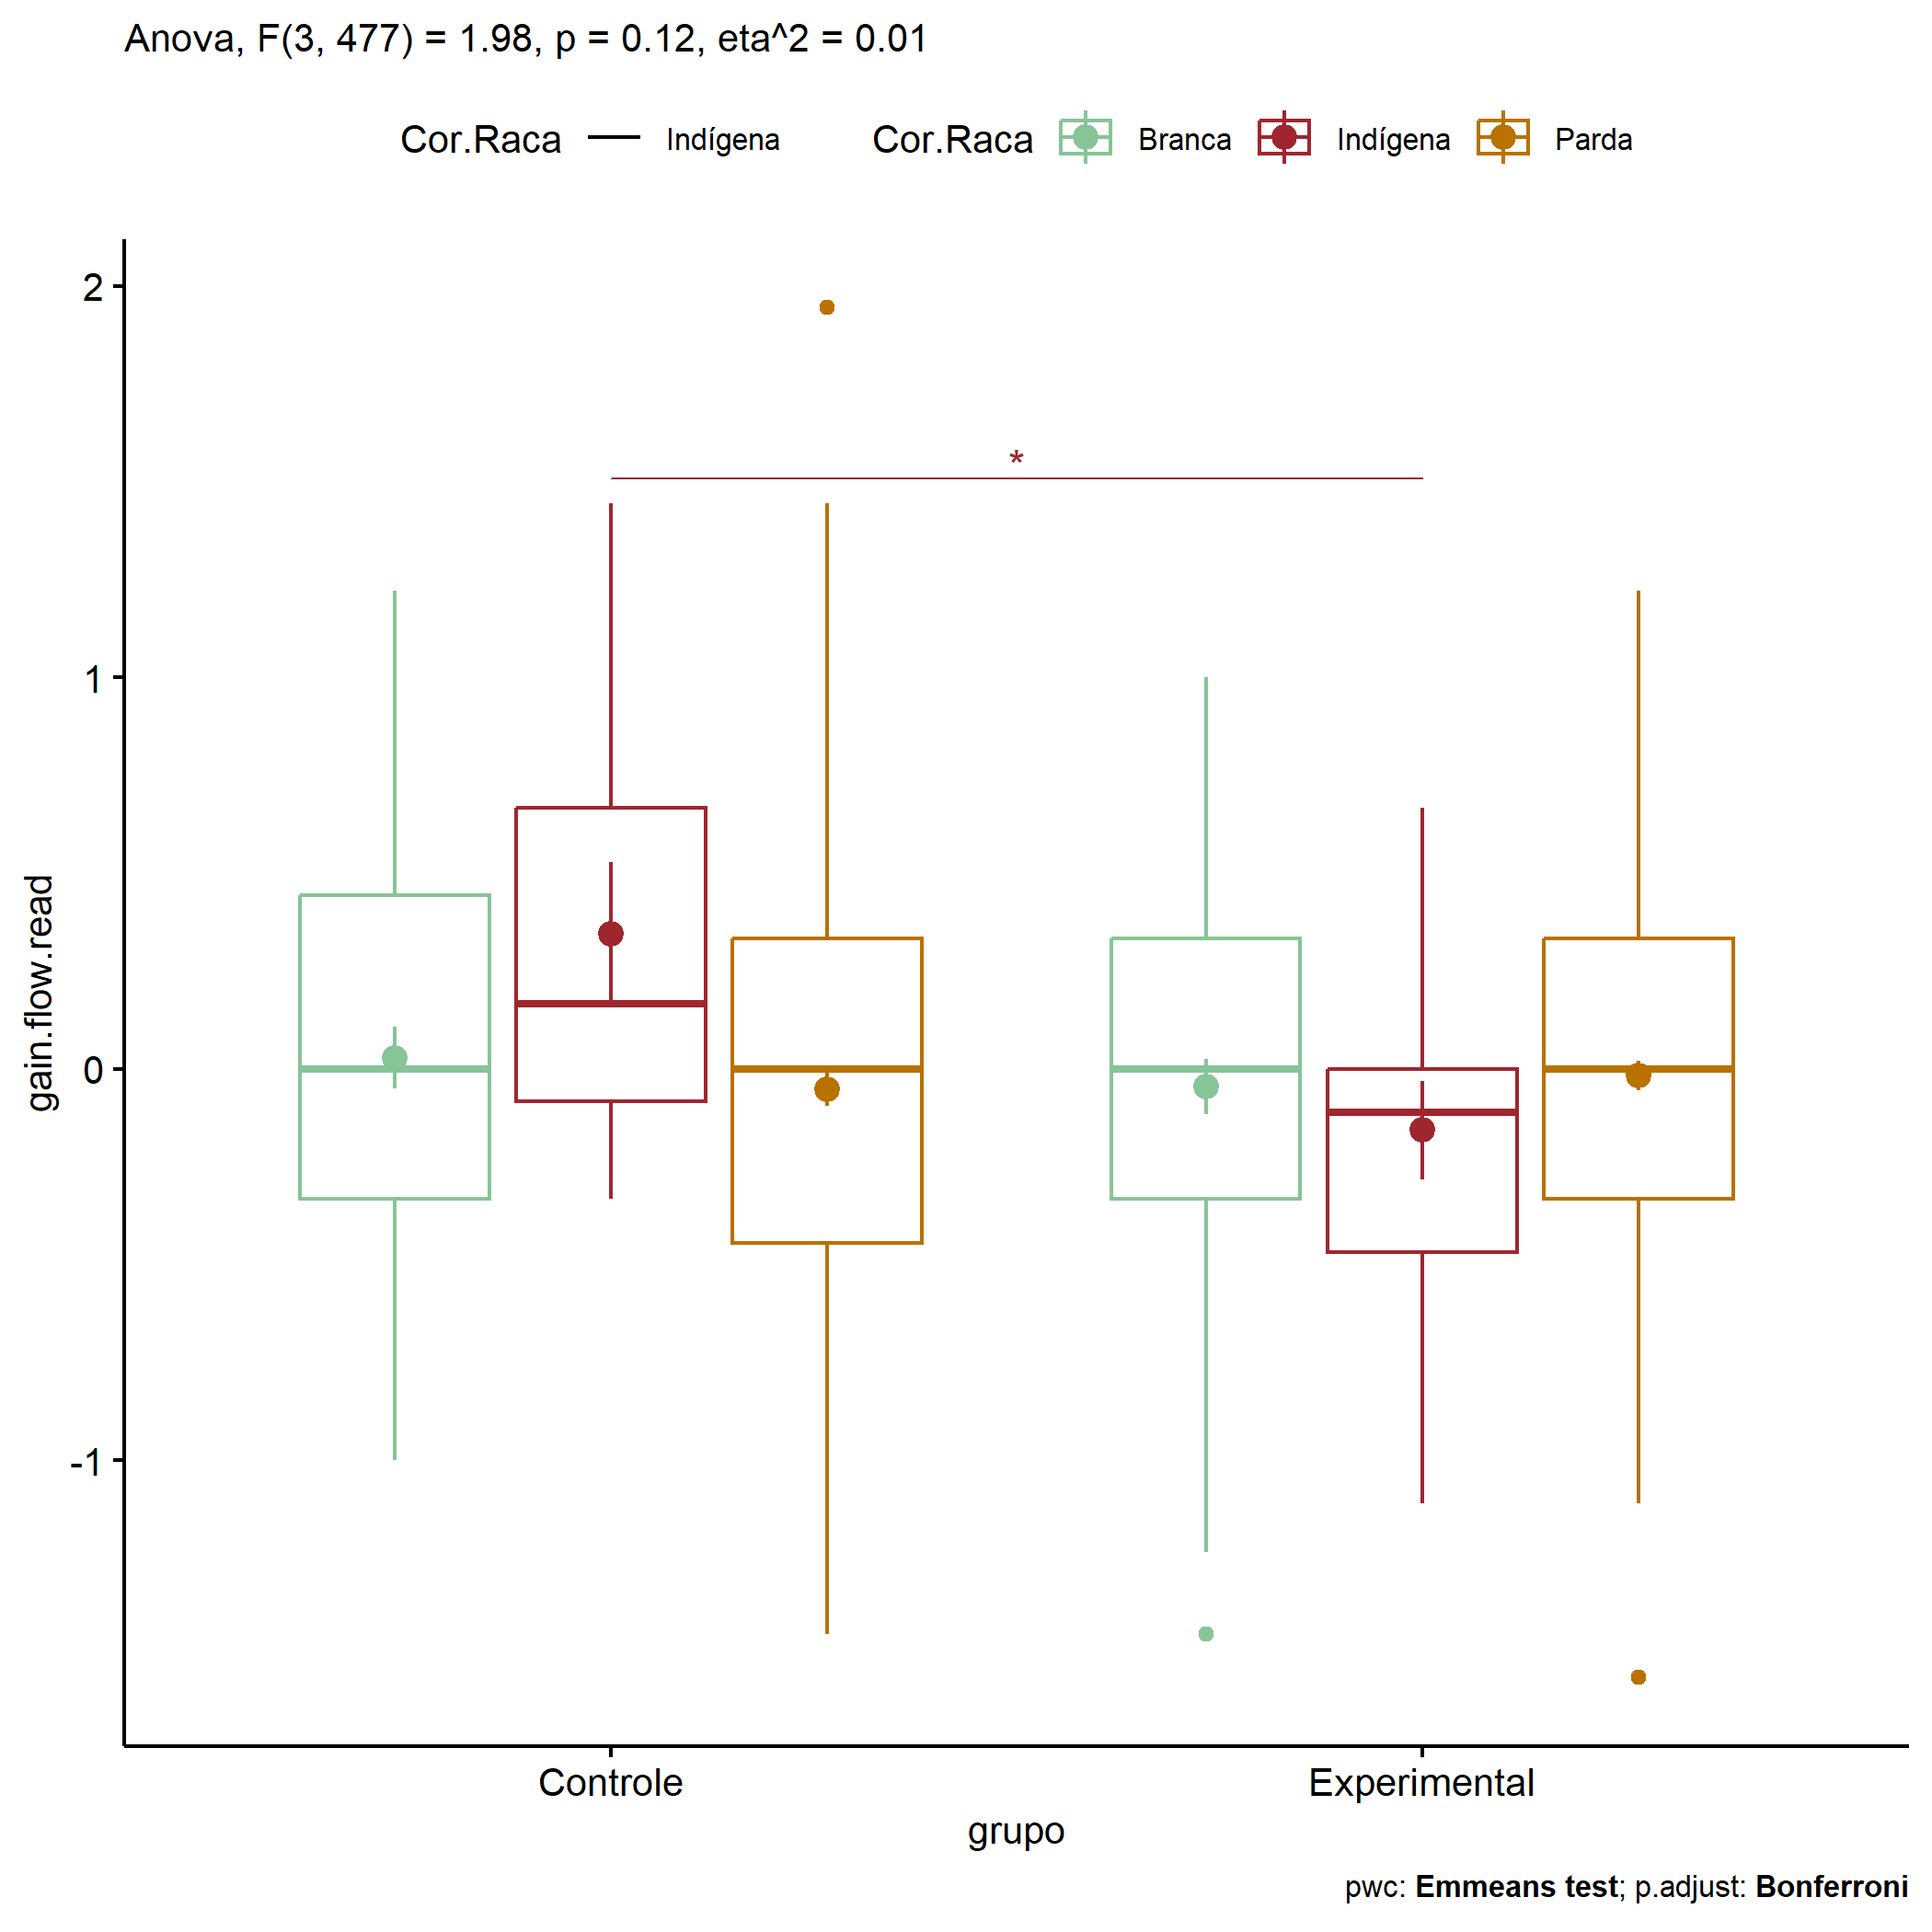 Anova, F(3, 477) = 1.98, p = 0.12, eta^2 = 0.01
Cor.Raca Indígena Cor.Raca Branca Indígena Parda
2
*
1
gain.flow.read
0
-1
Controle Experimental
grupo
pwc: Emmeans test; p.adjust: Bonferroni